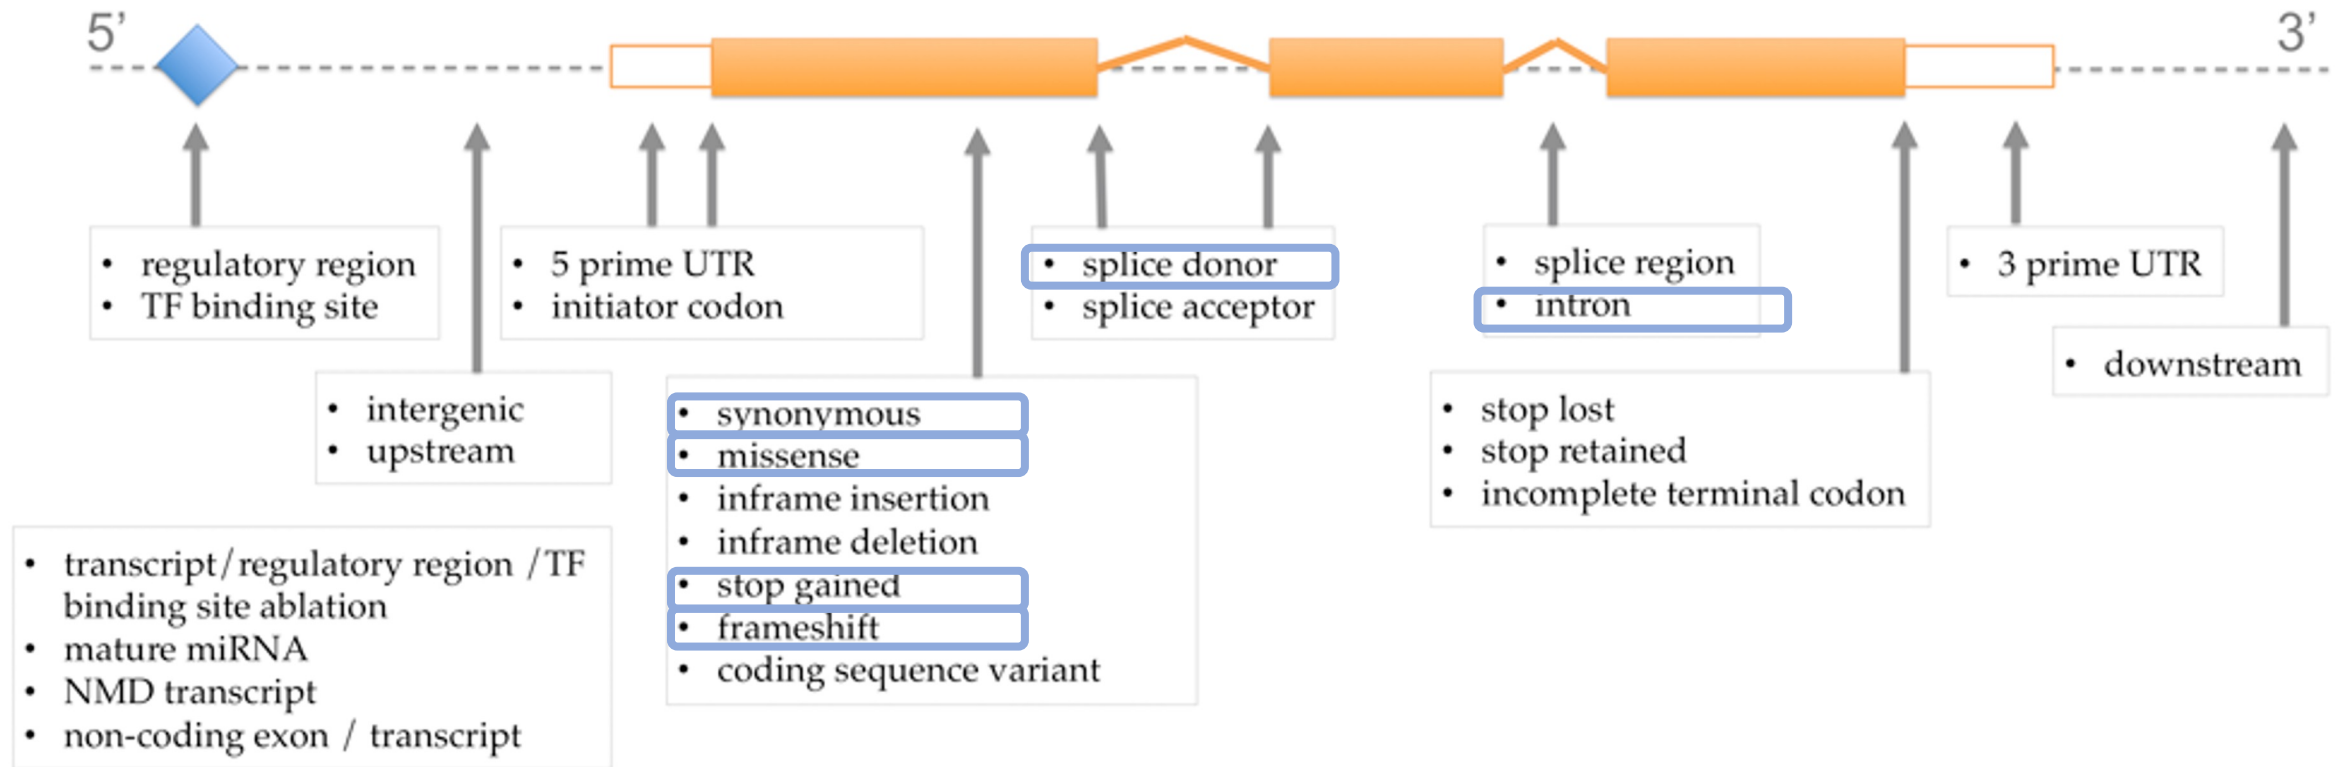 5’
3’
• regulatory region
• TF binding site
• 5 prime UTR
• initiator codon
• splice donor
• splice acceptor
• splice region
• intron
• 3 prime UTR
• downstream
• intergenic
• upstream
• synonymous
• missense
• inframe insertion
• inframe deletion
• stop gained
• frameshift
• coding sequence variant
• stop lost
• stop retained
• incomplete terminal codon
• transcript/regulatory region /TF
binding site ablation
• mature miRNA
• NMD transcript
• non-coding exon / transcript